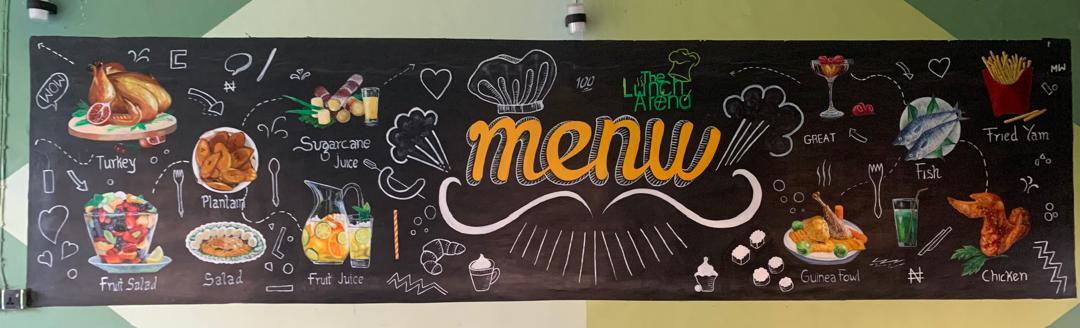 WOW
Turkey
Plantain
Fruit Salad
Salad
Sugarcane
Juice
Fruit Juice
100
menu
The
Lunch
Arena
GREAT
Fish
Fried Yam
MW
Guinea fowl
₦
Chicken